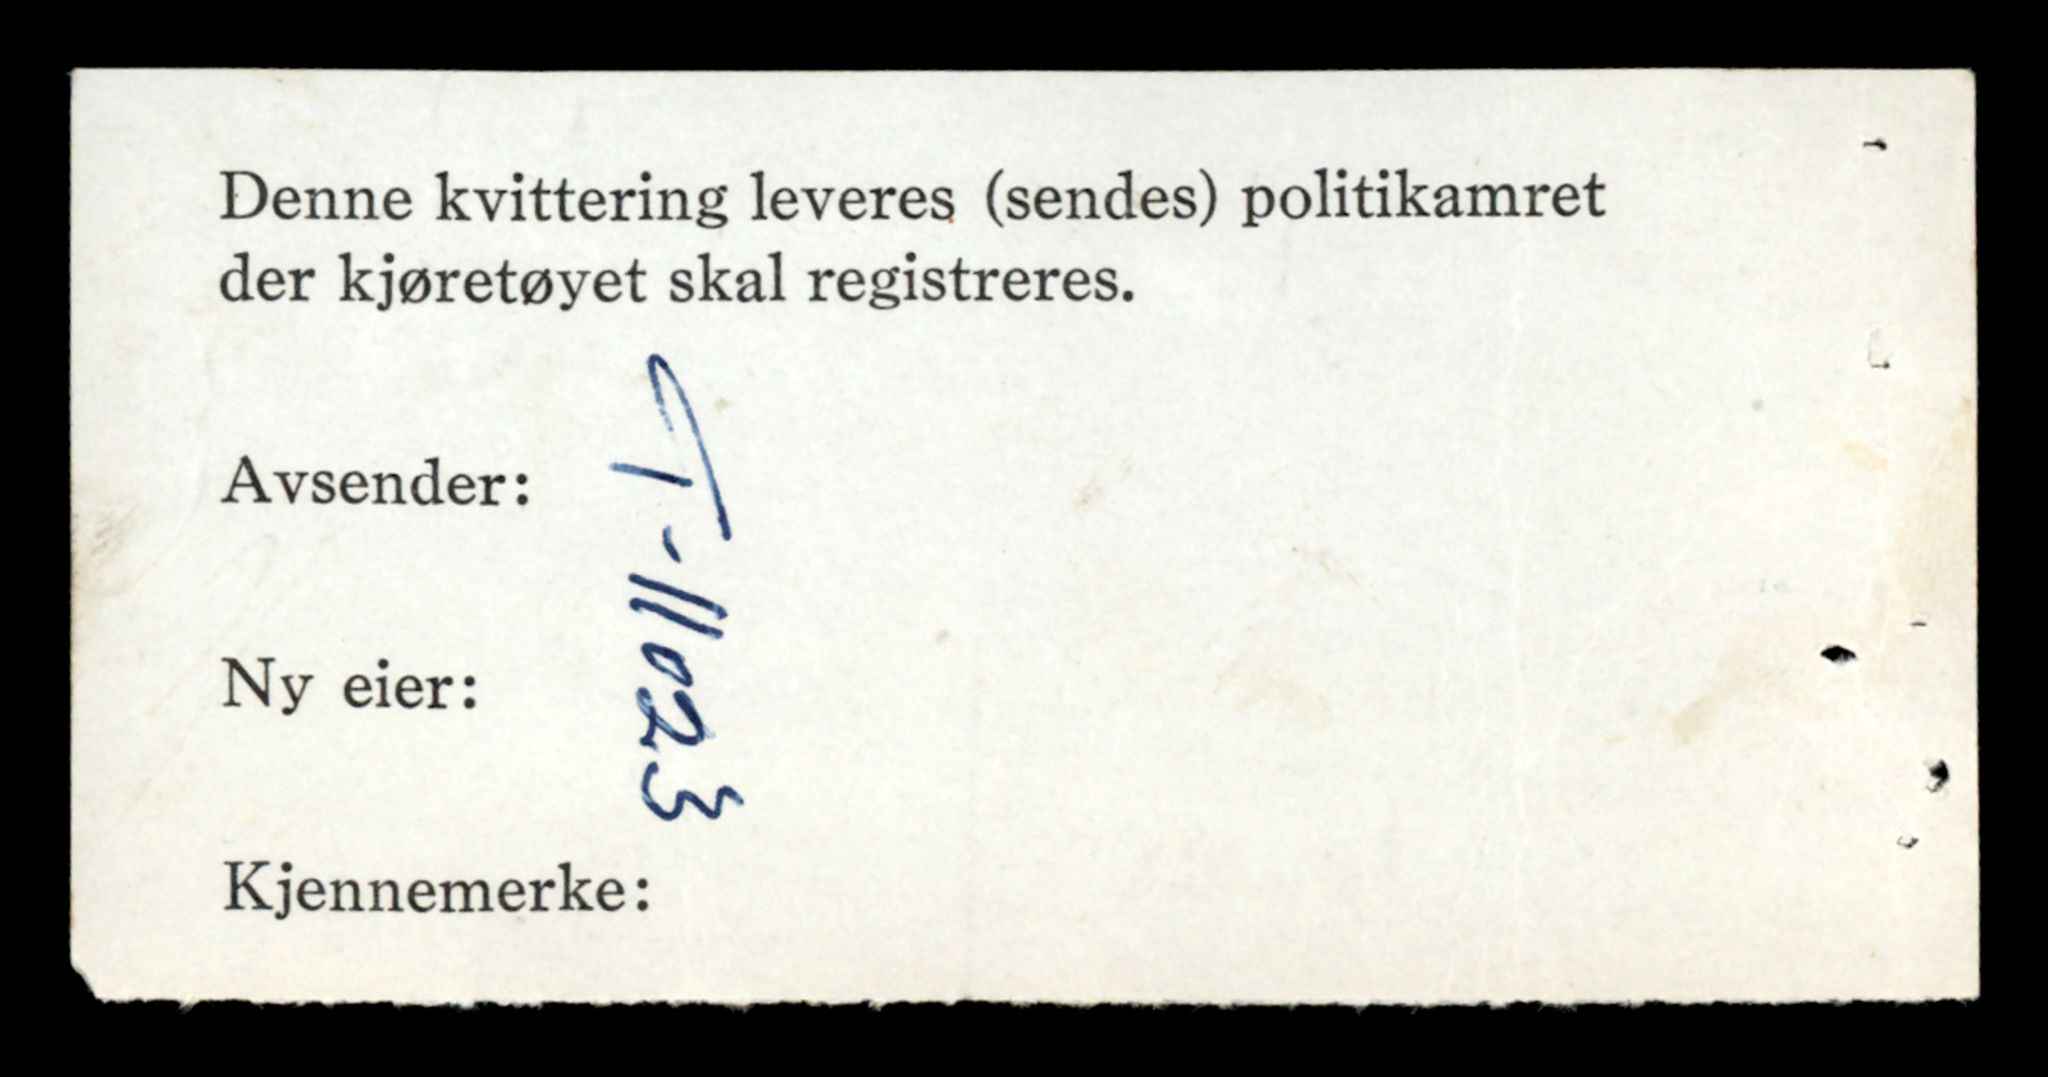 Denne kvittering leveres (sendes) politikamret
der kjøretøyet skal registreres.
Avsender:
T-11023
Ny eier:
Kjennemerke: